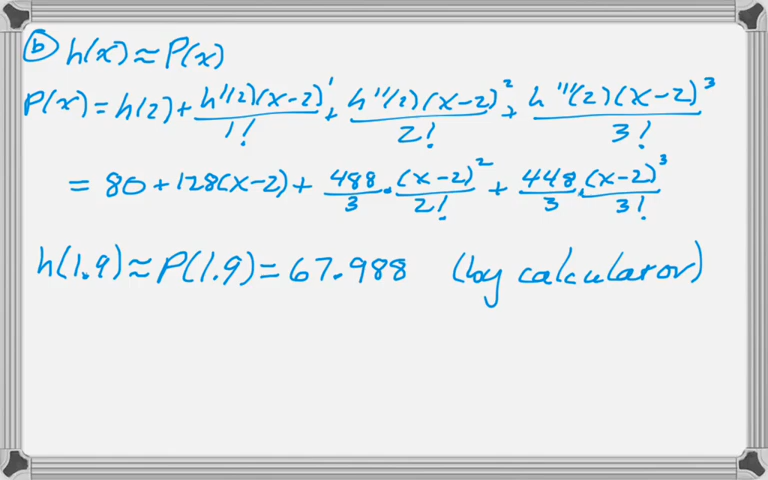 ⓑ h(x) ≈ P(x)
P(x) = h(2) + h'(2)(x-2)¹/1! + h''(2)(x-2)²/2! + h'''(2)(x-2)³/3!
= 80 + 128(x-2) + 488/3 · (x-2)²/2! + 448/3 · (x-2)³/3!
h(1.9) ≈ P(1.9) = 67.988 (by calculator)